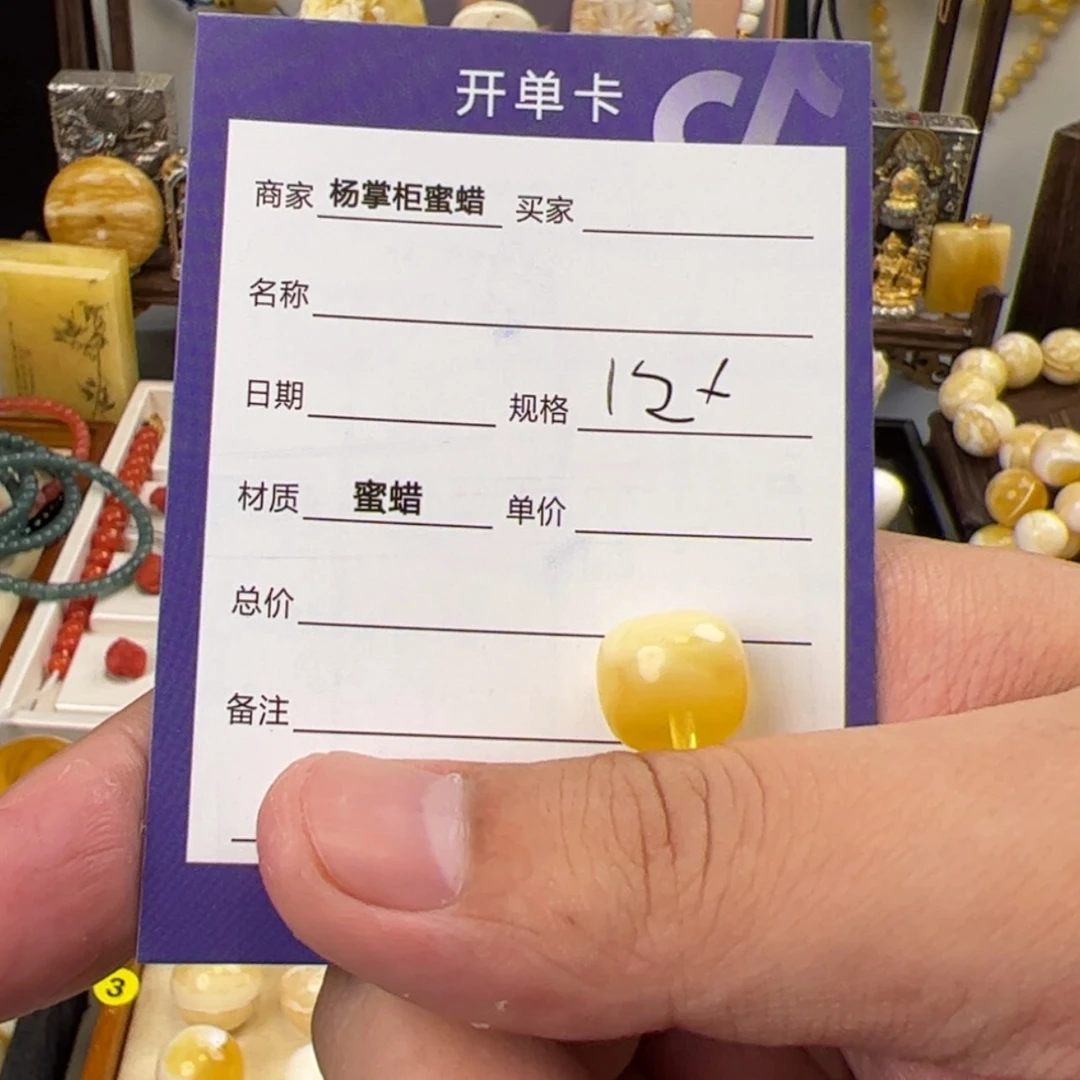 开单卡
商家 杨掌柜蜜蜡 买家
名称
日期 规格 12+
材质 蜜蜡 单价
总价
备注
3